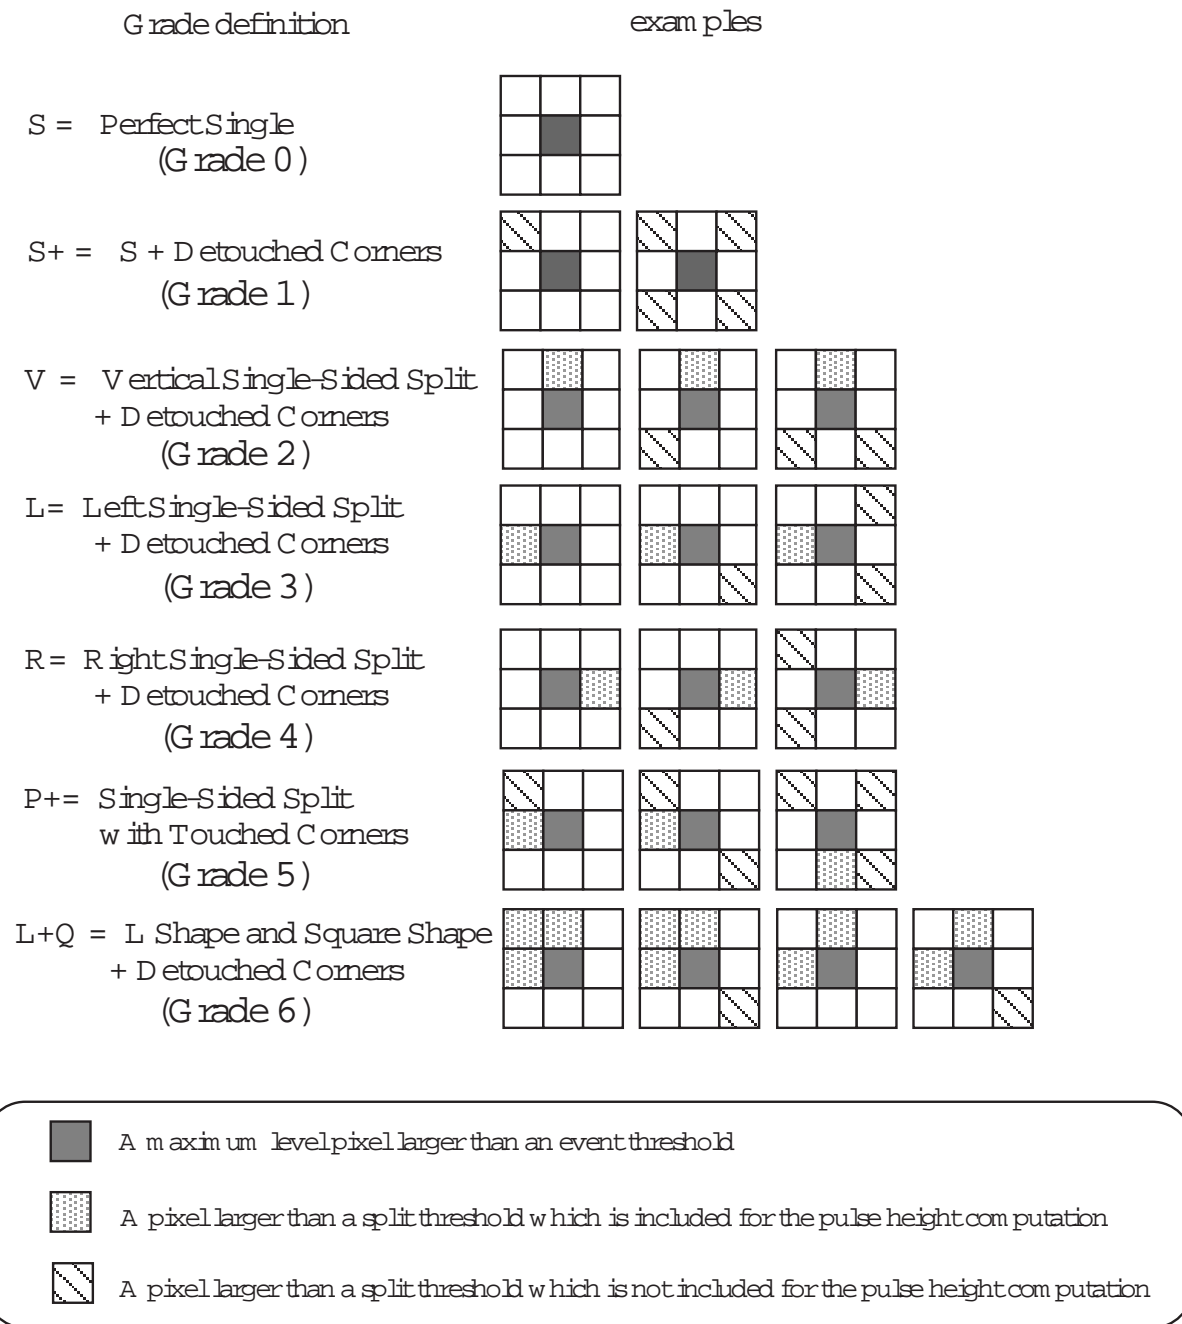 Grade definition
examples
S = Perfect Single
(Grade 0)
S+ = S + Detouched Corners
(Grade 1)
V = Vertical Single-Sided Split
+ Detouched Corners
(Grade 2)
L= Left Single-Sided Split
+ Detouched Corners
(Grade 3)
R= Right Single-Sided Split
+ Detouched Corners
(Grade 4)
P+= Single-Sided Split
with Touched Corners
(Grade 5)
L+Q = L Shape and Square Shape
+ Detouched Corners
(Grade 6)
A maximum level pixel larger than an event threshold
A pixel larger than a split threshold which is included for the pulse height computation
A pixel larger than a split threshold which is not included for the pulse height computation